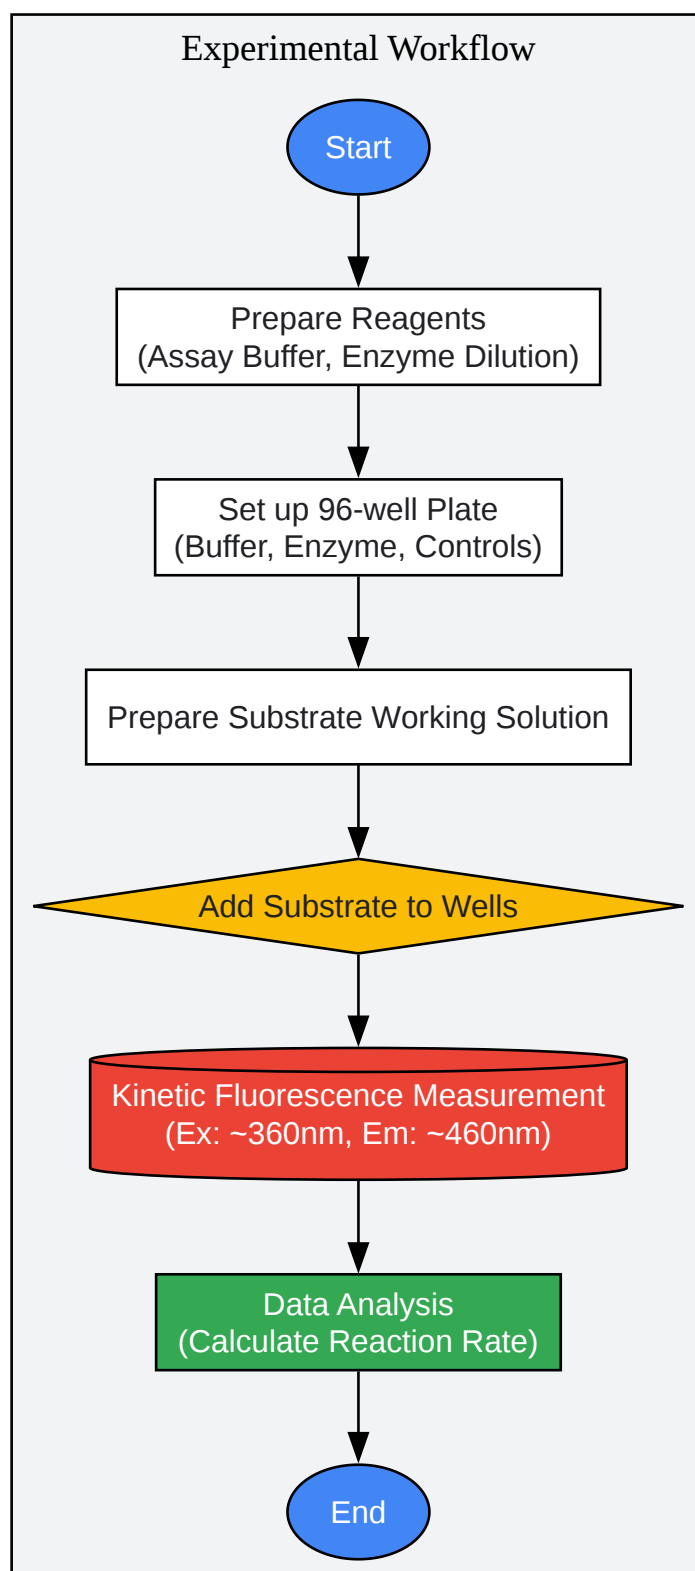 Experimental Workflow
Start
Prepare Reagents
(Assay Buffer, Enzyme Dilution)
Set up 96-well Plate
(Buffer, Enzyme, Controls)
Prepare Substrate Working Solution
Add Substrate to Wells
Kinetic Fluorescence Measurement
(Ex: ~360nm, Em: ~460nm)
Data Analysis
(Calculate Reaction Rate)
End